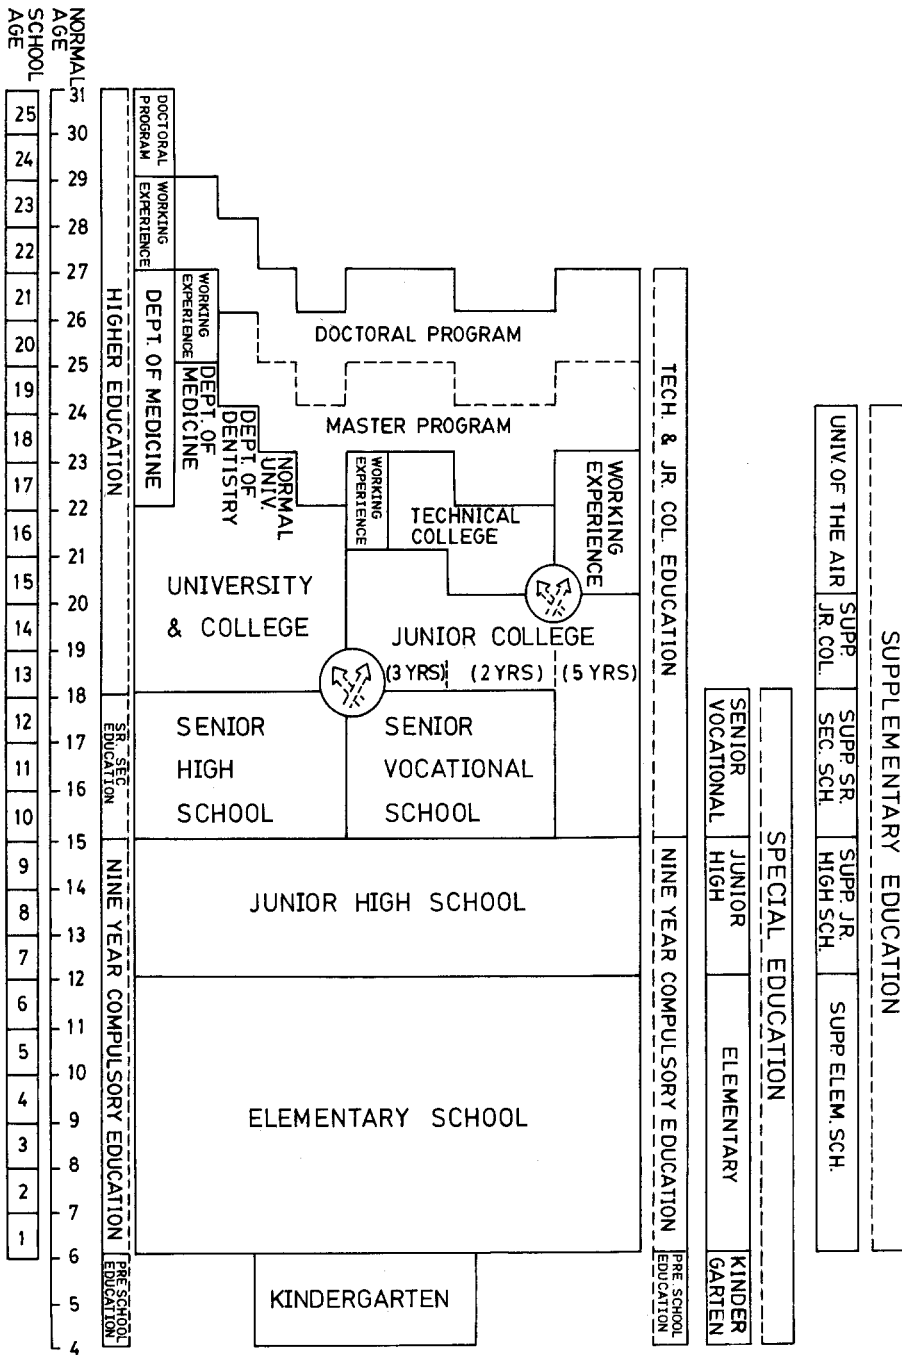 NORMAL
AGE
SCHOOL
AGE
31
30
29
28
27
26
25
24
23
22
21
20
19
18
17
16
15
14
13
12
11
10
9
8
7
6
5
4
25
24
23
22
21
20
19
18
17
16
15
14
13
12
11
10
9
8
7
6
5
4
3
2
1
HIGHER EDUCATION
SR. SEC
EDUCATION
NINE YEAR COMPULSORY EDUCATION
PRE SCHOOL
EDUCATION
DOCTORAL
PROGRAM
WORKING
EXPERIENCE
DEPT. OF MEDICINE
WORKING
EXPERIENCE
DEPT. OF
MEDICINE
DEPT. OF
DENTISTRY
NORMAL
UNIV.
DOCTORAL PROGRAM
MASTER PROGRAM
WORKING
EXPERIENCE
TECHNICAL
COLLEGE
WORKING
EXPERIENCE
UNIVERSITY
& COLLEGE
JUNIOR COLLEGE
(3 YRS) (2 YRS) (5 YRS)
SENIOR
HIGH
SCHOOL
SENIOR
VOCATIONAL
SCHOOL
JUNIOR HIGH SCHOOL
ELEMENTARY SCHOOL
KINDERGARTEN
TECH & JR. COL. EDUCATION
NINE YEAR COMPULSORY EDUCATION
PRE. SCHOOL
EDUCATION
SENIOR
VOCATIONAL
JUNIOR
HIGH
ELEMENTARY
KINDER
GARTEN
SPECIAL EDUCATION
UNIV. OF THE AIR
SUPP.
JR. COL.
SUPP. SR.
SEC. SCH.
SUPP. JR.
HIGH SCH.
SUPP. ELEM. SCH.
SUPPLEMENTARY EDUCATION